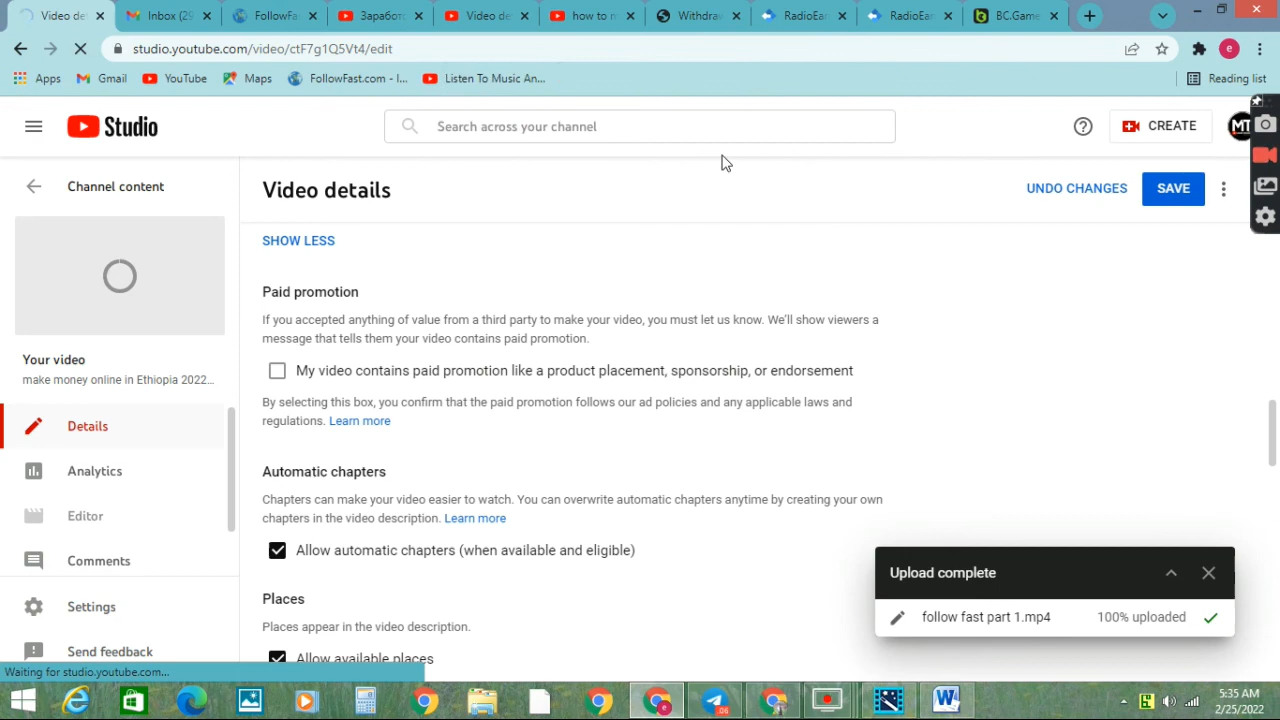 Video de
Inbox (29
FollowFa
Заработо
Video de
how to m
Withdra
RadioEar
RadioEar
BC.Game
studio.youtube.com/video/ctF7g1Q5Vt4/edit
Apps
Gmail
YouTube
Maps
FollowFast.com - I...
Listen To Music An...
Reading list
Studio
Search across your channel
CREATE
MT
Channel content
Video details
UNDO CHANGES
SAVE
SHOW LESS
Paid promotion
If you accepted anything of value from a third party to make your video, you must let us know. We'll show viewers a
message that tells them your video contains paid promotion.
My video contains paid promotion like a product placement, sponsorship, or endorsement
By selecting this box, you confirm that the paid promotion follows our ad policies and any applicable laws and
regulations. Learn more
Your video
make money online in Ethiopia 2022...
Details
Analytics
Editor
Comments
Settings
Send feedback
Automatic chapters
Chapters can make your video easier to watch. You can overwrite automatic chapters anytime by creating your own
chapters in the video description. Learn more
Allow automatic chapters (when available and eligible)
Places
Places appear in the video description.
Allow available places
Upload complete
follow fast part 1.mp4
100% uploaded
Waiting for studio.youtube.com...
06
5:35 AM
2/25/2022